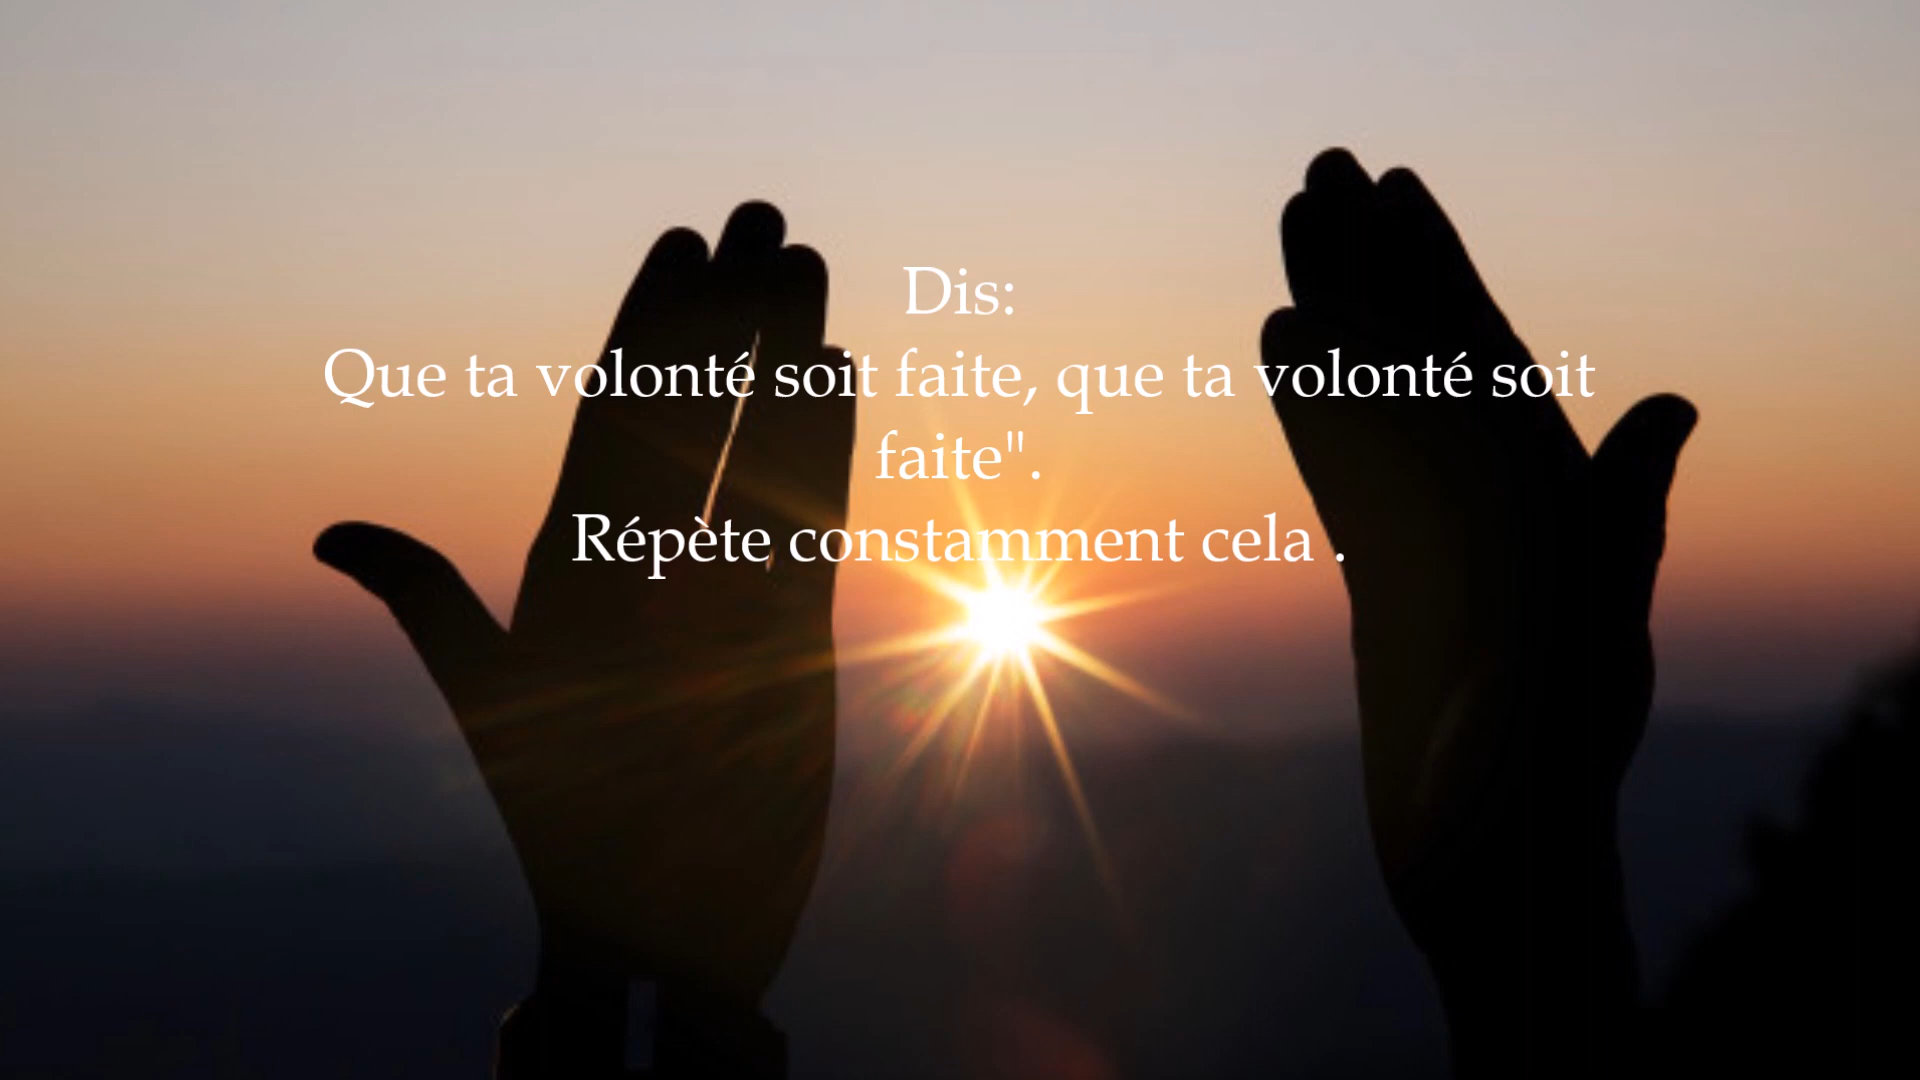 Dis:
Que ta volonté soit faite, que ta volonté soit
faite".
Répète constamment cela .